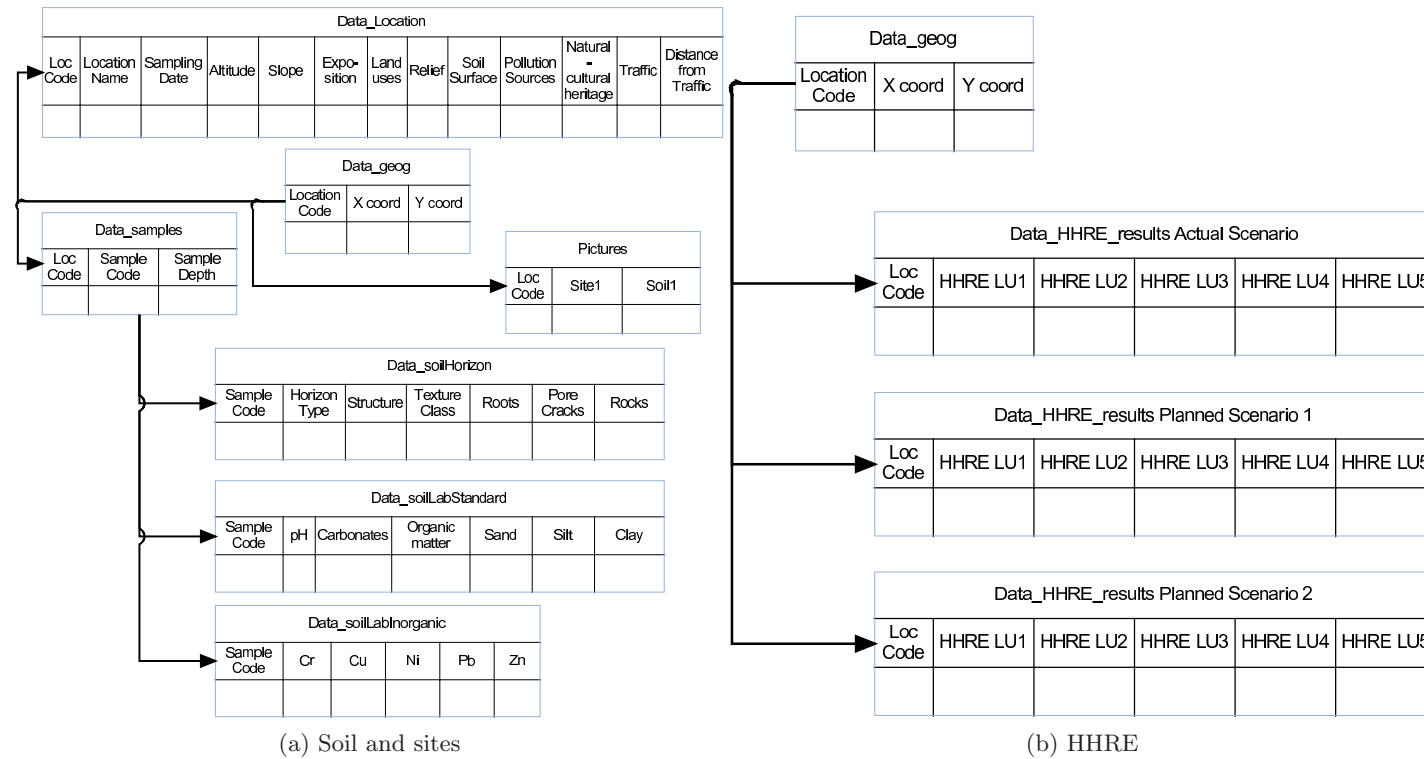 Data_Location
Loc Code
Location Name
Sampling Date
Altitude
Slope
Expo-sition
Land uses
Relief
Soil Surface
Pollution Sources
Natural - cultural heritage
Traffic
Distance from Traffic
Data_geog
Location Code
X coord
Y coord
Data_samples
Loc Code
Sample Code
Sample Depth
Pictures
Loc Code
Site1
Soil1
Data_soilHorizon
Sample Code
Horizon Type
Structure
Texture Class
Roots
Pore Cracks
Rocks
Data_soilLabStandard
Sample Code
pH
Carbonates
Organic matter
Sand
Silt
Clay
Data_soilLabInorganic
Sample Code
Cr
Cu
Ni
Pb
Zn
(a) Soil and sites
Data_geog
Location Code
X coord
Y coord
Data_HHRE_results Actual Scenario
Loc Code
HHRE LU1
HHRE LU2
HHRE LU3
HHRE LU4
HHRE LU5
Data_HHRE_results Planned Scenario 1
Loc Code
HHRE LU1
HHRE LU2
HHRE LU3
HHRE LU4
HHRE LU5
Data_HHRE_results Planned Scenario 2
Loc Code
HHRE LU1
HHRE LU2
HHRE LU3
HHRE LU4
HHRE LU5
(b) HHRE